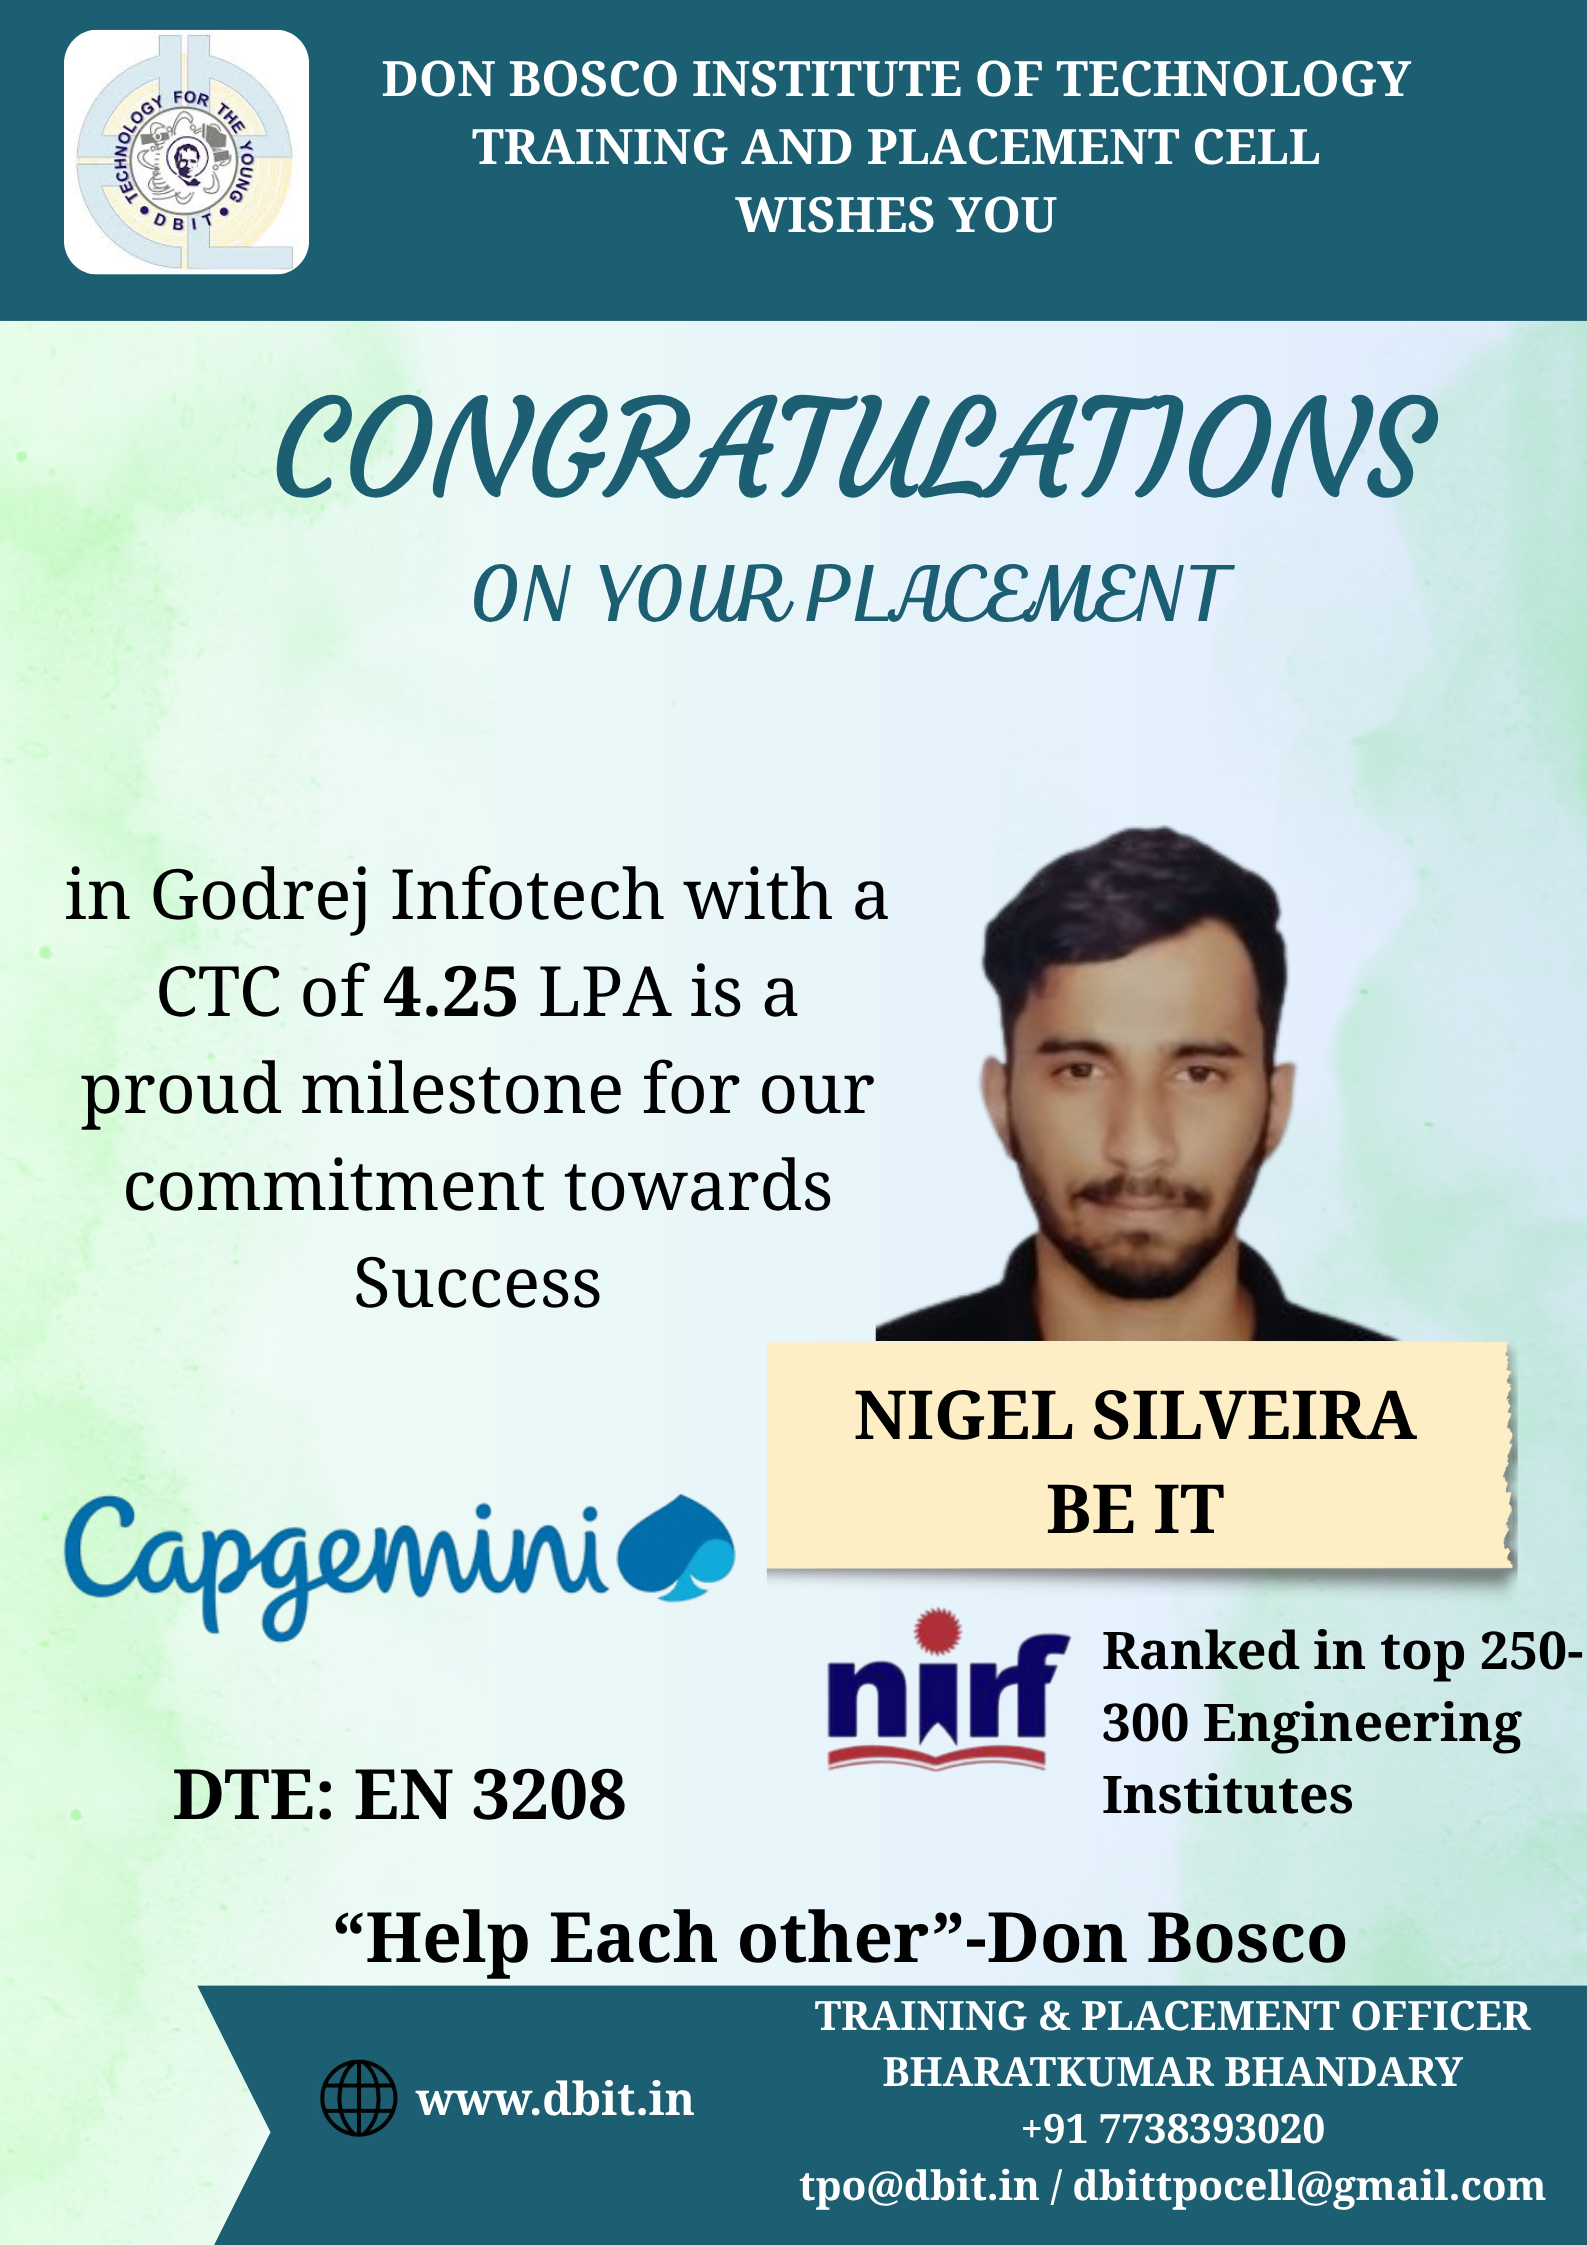 TECHNOLOGY FOR THE YOUNG
• DBIT •
DON BOSCO INSTITUTE OF TECHNOLOGY
TRAINING AND PLACEMENT CELL
WISHES YOU
CONGRATULATIONS
ON YOUR PLACEMENT
in Godrej Infotech with a
CTC of 4.25 LPA is a
proud milestone for our
commitment towards
Success
NIGEL SILVEIRA
BE IT
Capgemini
nirf
Ranked in top 250-
300 Engineering
Institutes
DTE: EN 3208
“Help Each other”-Don Bosco
www.dbit.in
TRAINING & PLACEMENT OFFICER
BHARATKUMAR BHANDARY
+91 7738393020
tpo@dbit.in / dbittpocell@gmail.com